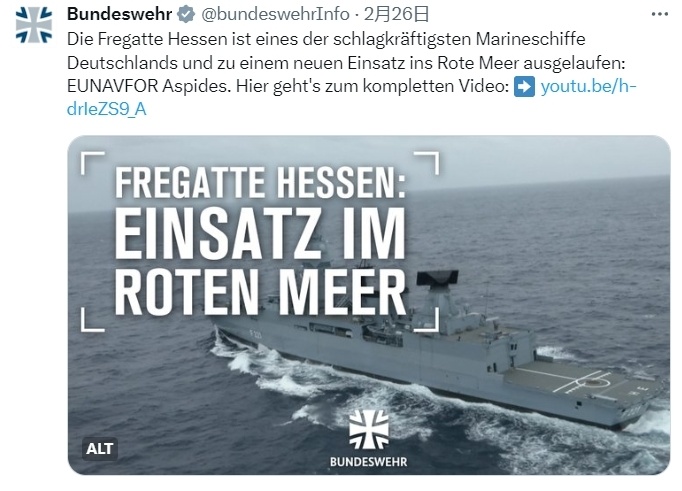 Bundeswehr @bundeswehrInfo · 2月26日
Die Fregatte Hessen ist eines der schlagkräftigsten Marineschiffe
Deutschlands und zu einem neuen Einsatz ins Rote Meer ausgelaufen:
EUNAVFOR Aspides. Hier geht's zum kompletten Video: ➡ youtu.be/h-
drIeZS9_A
FREGATTE HESSEN:
EINSATZ IM
ROTEN MEER
ALT
BUNDESWEHR